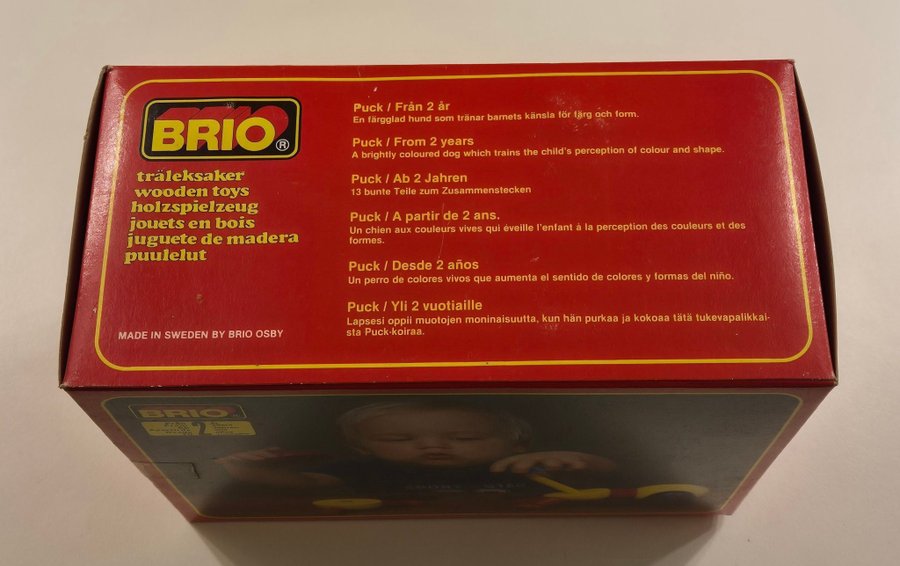 BRIO®
träleksaker
wooden toys
holzspielzeug
jouets en bois
juguete de madera
puulelut
MADE IN SWEDEN BY BRIO OSBY
Puck / Från 2 år
En färgglad hund som tränar barnets känsla för färg och form.
Puck / From 2 years
A brightly coloured dog which trains the child's perception of colour and shape.
Puck / Ab 2 Jahren
13 bunte Teile zum Zusammenstecken
Puck / A partir de 2 ans.
Un chien aux couleurs vives qui éveille l'enfant à la perception des couleurs et des
formes.
Puck / Desde 2 años
Un perro de colores vivos que aumenta el sentido de colores y formas del niño.
Puck / Yli 2 vuotiaille
Lapsesi oppii muotojen moninaisuutta, kun hän purkaa ja kokoaa tätä tukevapalikkai-
sta Puck-koiraa.
BRIO
2